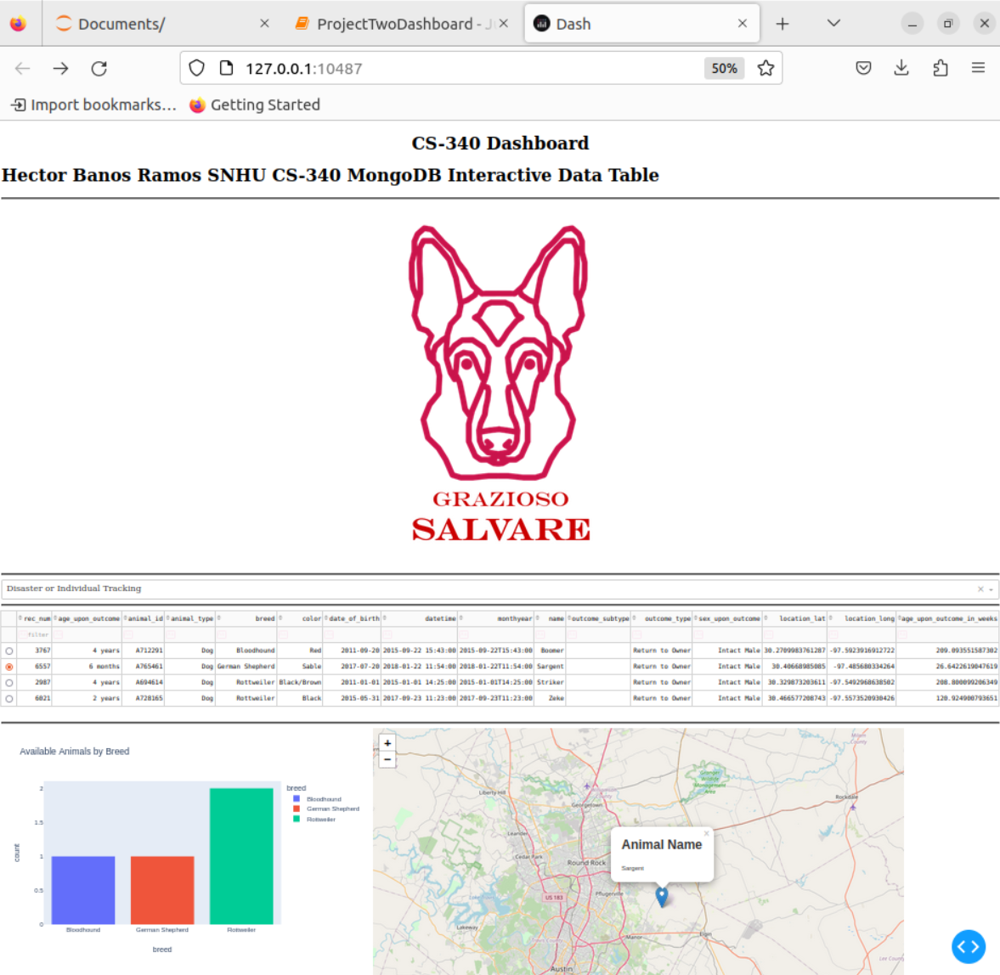 Documents/
ProjectTwoDashboard - J
Dash
127.0.0.1:10487
50%
Import bookmarks...
Getting Started
CS-340 Dashboard
Hector Banos Ramos SNHU CS-340 MongoDB Interactive Data Table
GRAZIOSO
SALVARE
Disaster or Individual Tracking
rec_num age_upon_outcome animal_id animal_type breed color date_of_birth datetime monthyear name outcome_subtype outcome_type sex_upon_outcome location_lat location_long age_upon_outcome_in_weeks
filter
3767 4 years A712291 Dog Bloodhound Red 2011-09-20 2015-09-22 15:43:00 2015-09-22T15:43:00 Boomer Return to Owner Intact Male 30.2709983761287 -97.5923916912722 209.093551587302
6557 6 months A765461 Dog German Shepherd Sable 2017-07-20 2018-01-22 11:54:00 2018-01-22T11:54:00 Sargent Return to Owner Intact Male 30.40668985085 -97.485680334264 26.6422619047619
2987 4 years A694614 Dog Rottweiler Black/Brown 2011-01-01 2015-01-01 14:25:00 2015-01-01T14:25:00 Striker Return to Owner Intact Male 30.329873203611 -97.5492968638502 208.800099206349
6021 2 years A728165 Dog Rottweiler Black 2015-05-31 2017-09-23 11:23:00 2017-09-23T11:23:00 Zeke Return to Owner Intact Male 30.466577208743 -97.5573520930426 120.924900793651
Available Animals by Breed
breed
Bloodhound
German Shepherd
Rottweiler
2
1.5
1
0.5
0
count
Bloodhound German Shepherd Rottweiler
breed
+
−
Liberty Hill
Georgetown
Granger Wildlife Management Area
Milam County
Rockdale
Leander
Cedar Park
Round Rock
Animal Name
Sargent
US 183
Pflugerville
Lakeway
Manor
Elgin
Travis County
Lee County
Austin